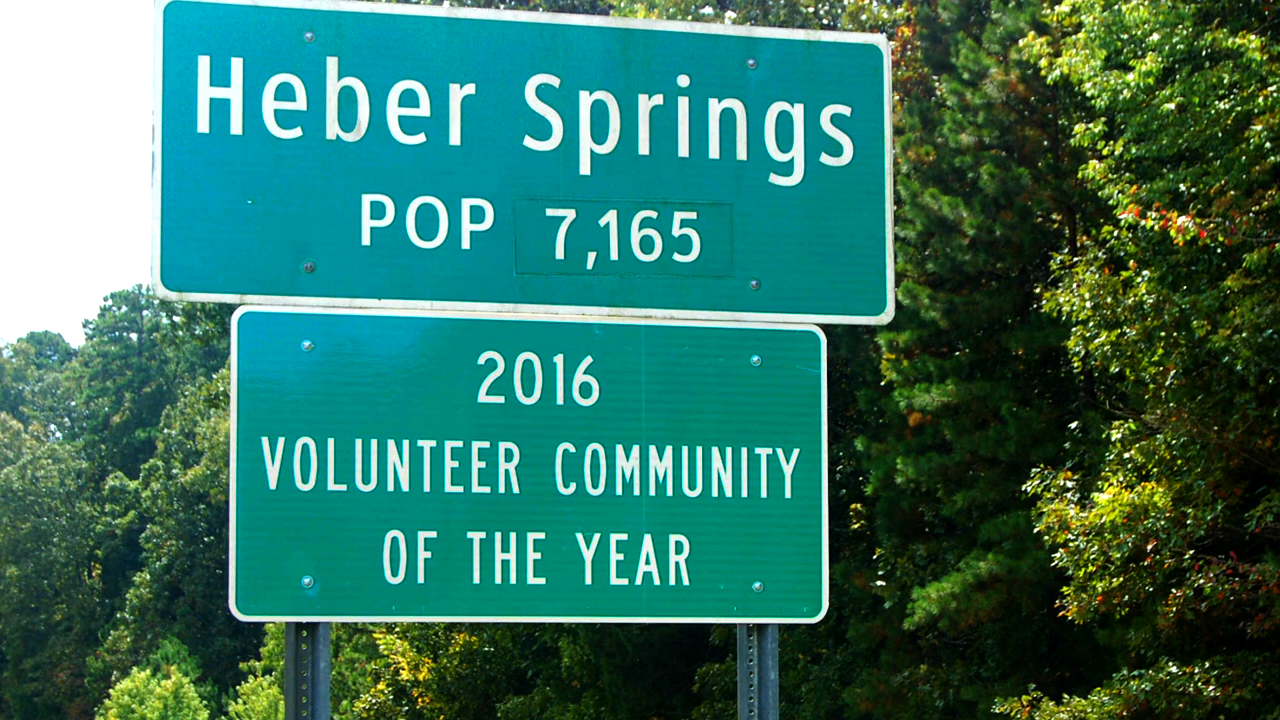 Heber Springs
POP 7,165
2016
VOLUNTEER COMMUNITY
OF THE YEAR